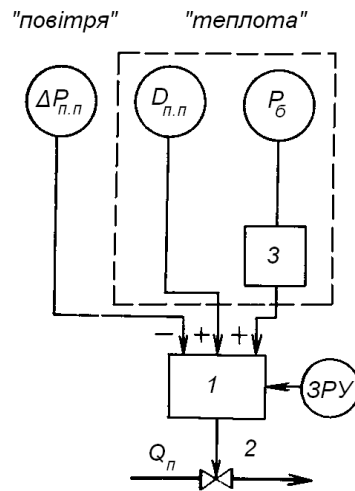 "повітря" "теплота"
ΔPп.п Dп.п Pб
3
− + +
1 ЗРУ
Qп 2